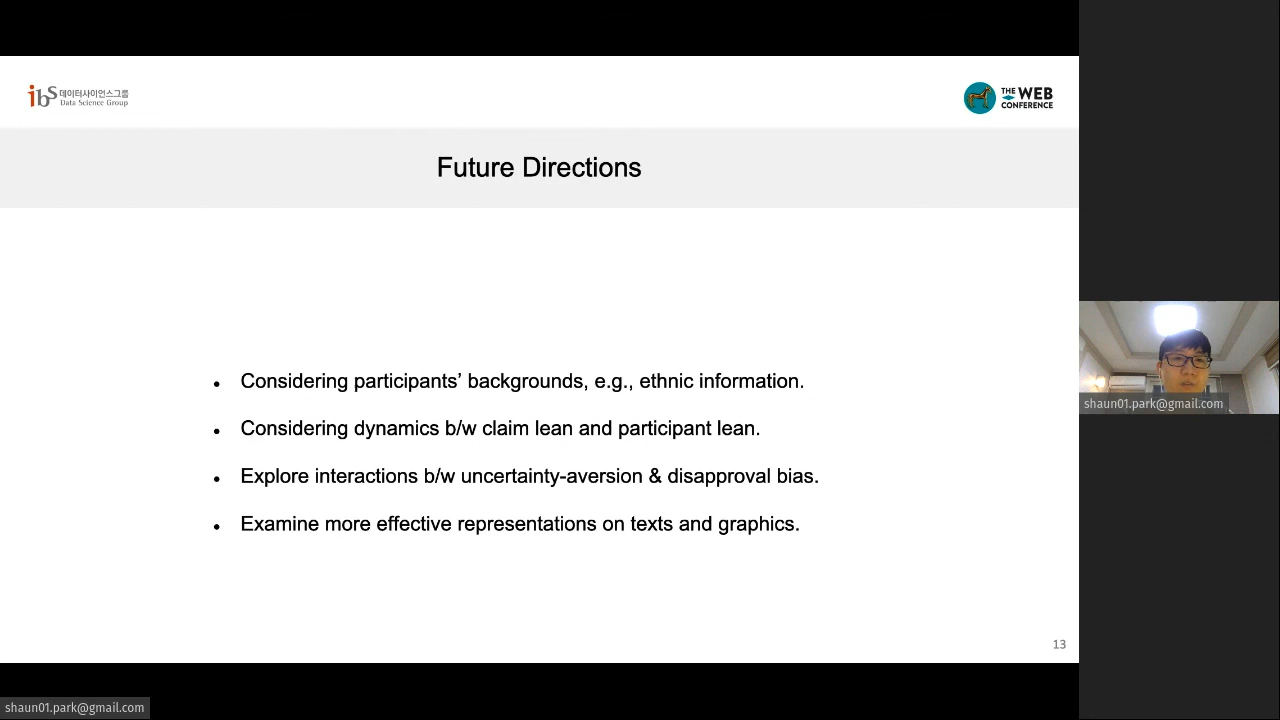 ibs 데이터사이언스그룹
Data Science Group
THE WEB
CONFERENCE
Future Directions
• Considering participants’ backgrounds, e.g., ethnic information.
• Considering dynamics b/w claim lean and participant lean.
• Explore interactions b/w uncertainty-aversion & disapproval bias.
• Examine more effective representations on texts and graphics.
13
shaun01.park@gmail.com
shaun01.park@gmail.com